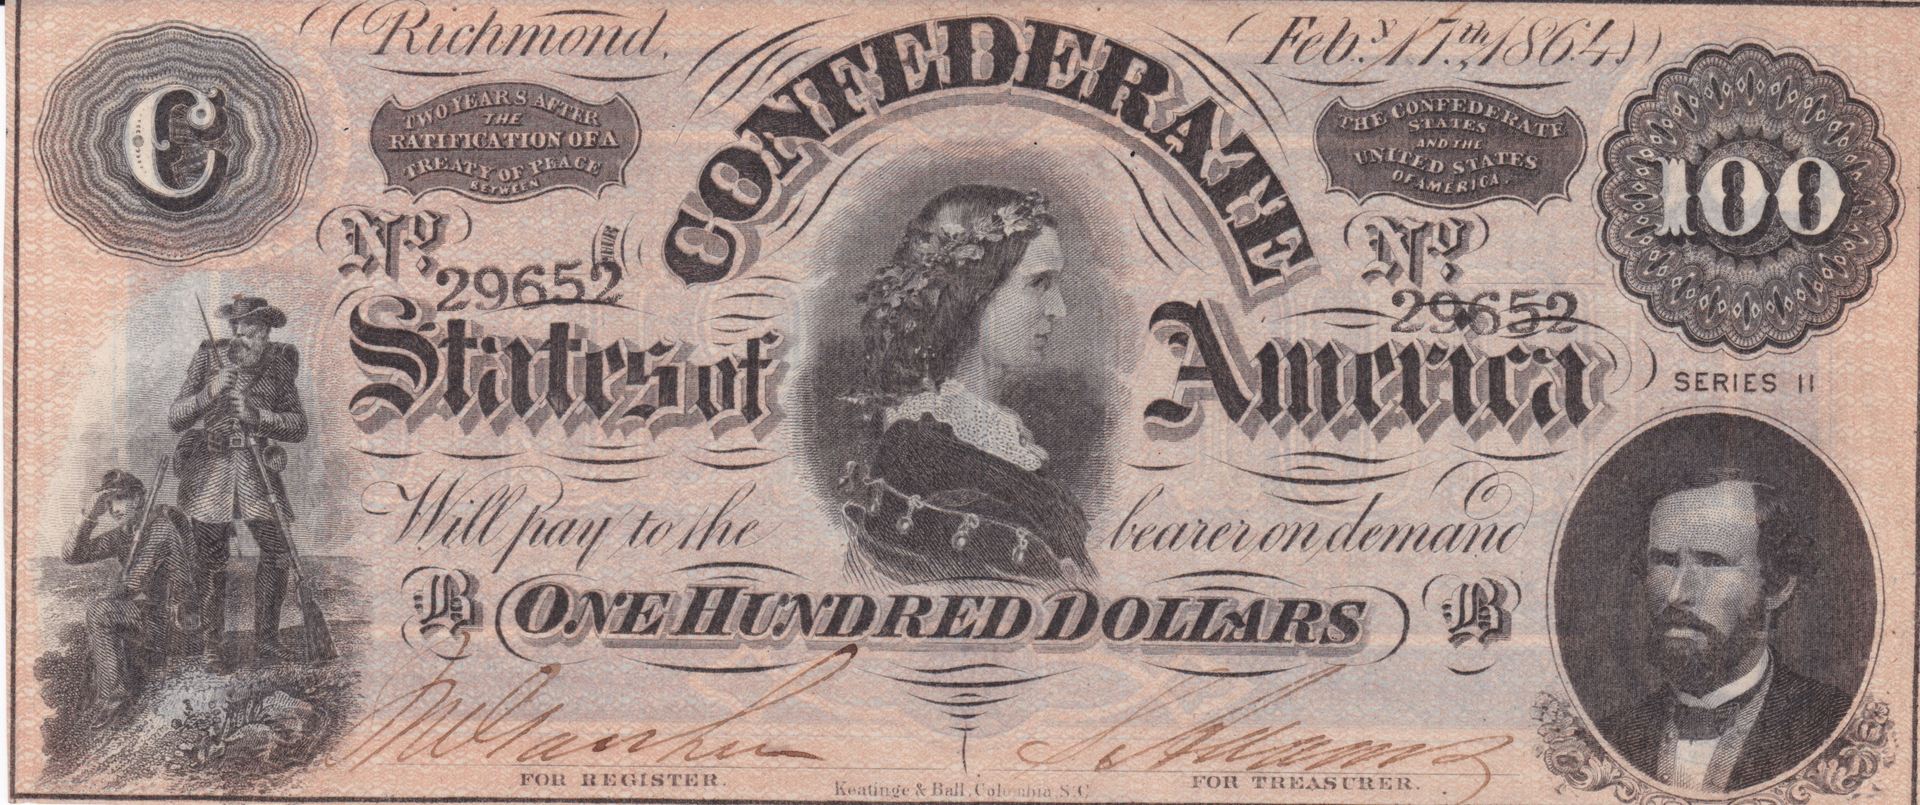 Richmond, Feb.y 17th, 1864.
C
TWO YEARS AFTER
THE
RATIFICATION OF A
TREATY OF PEACE
BETWEEN
CONFEDERATE
THE CONFEDERATE
STATES
AND THE
UNITED STATES
OF AMERICA.
100
No. 29652
No. 29652
States of America
SERIES 11
Will pay to the bearer on demand
B ONE HUNDRED DOLLARS B
FOR REGISTER.
Keatinge & Ball, Columbia, S.C.
FOR TREASURER.